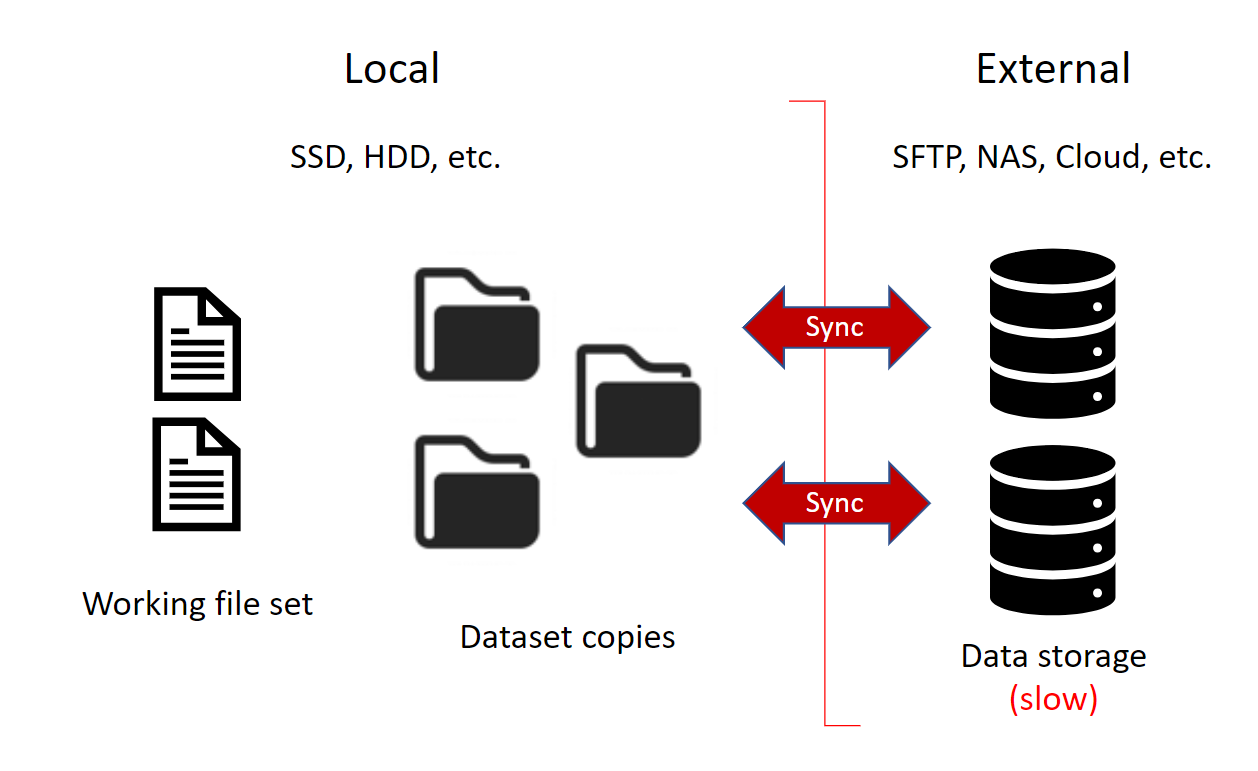 Local
External
SSD, HDD, etc.
SFTP, NAS, Cloud, etc.
Sync
Sync
Working file set
Dataset copies
Data storage
(slow)